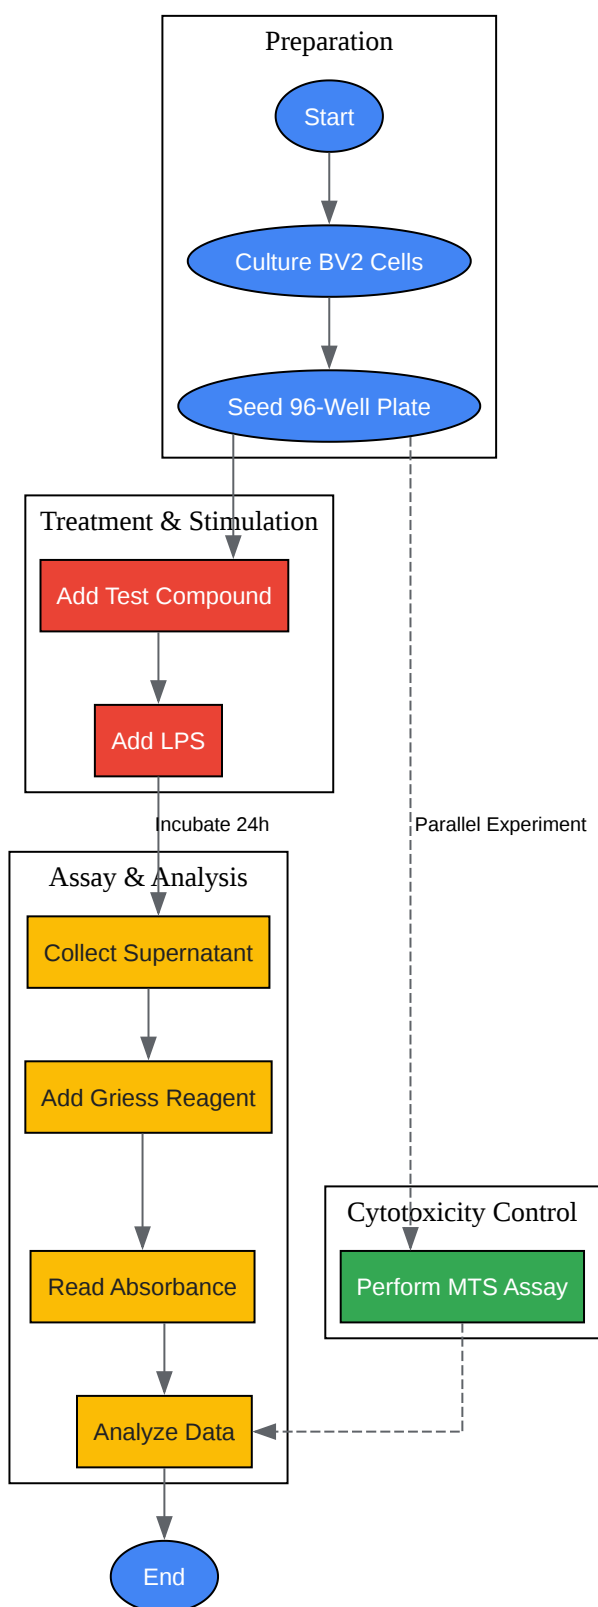 Preparation
Start
Culture BV2 Cells
Seed 96-Well Plate
Treatment & Stimulation
Add Test Compound
Add LPS
Incubate 24h
Parallel Experiment
Assay & Analysis
Collect Supernatant
Add Griess Reagent
Cytotoxicity Control
Read Absorbance
Perform MTS Assay
Analyze Data
End